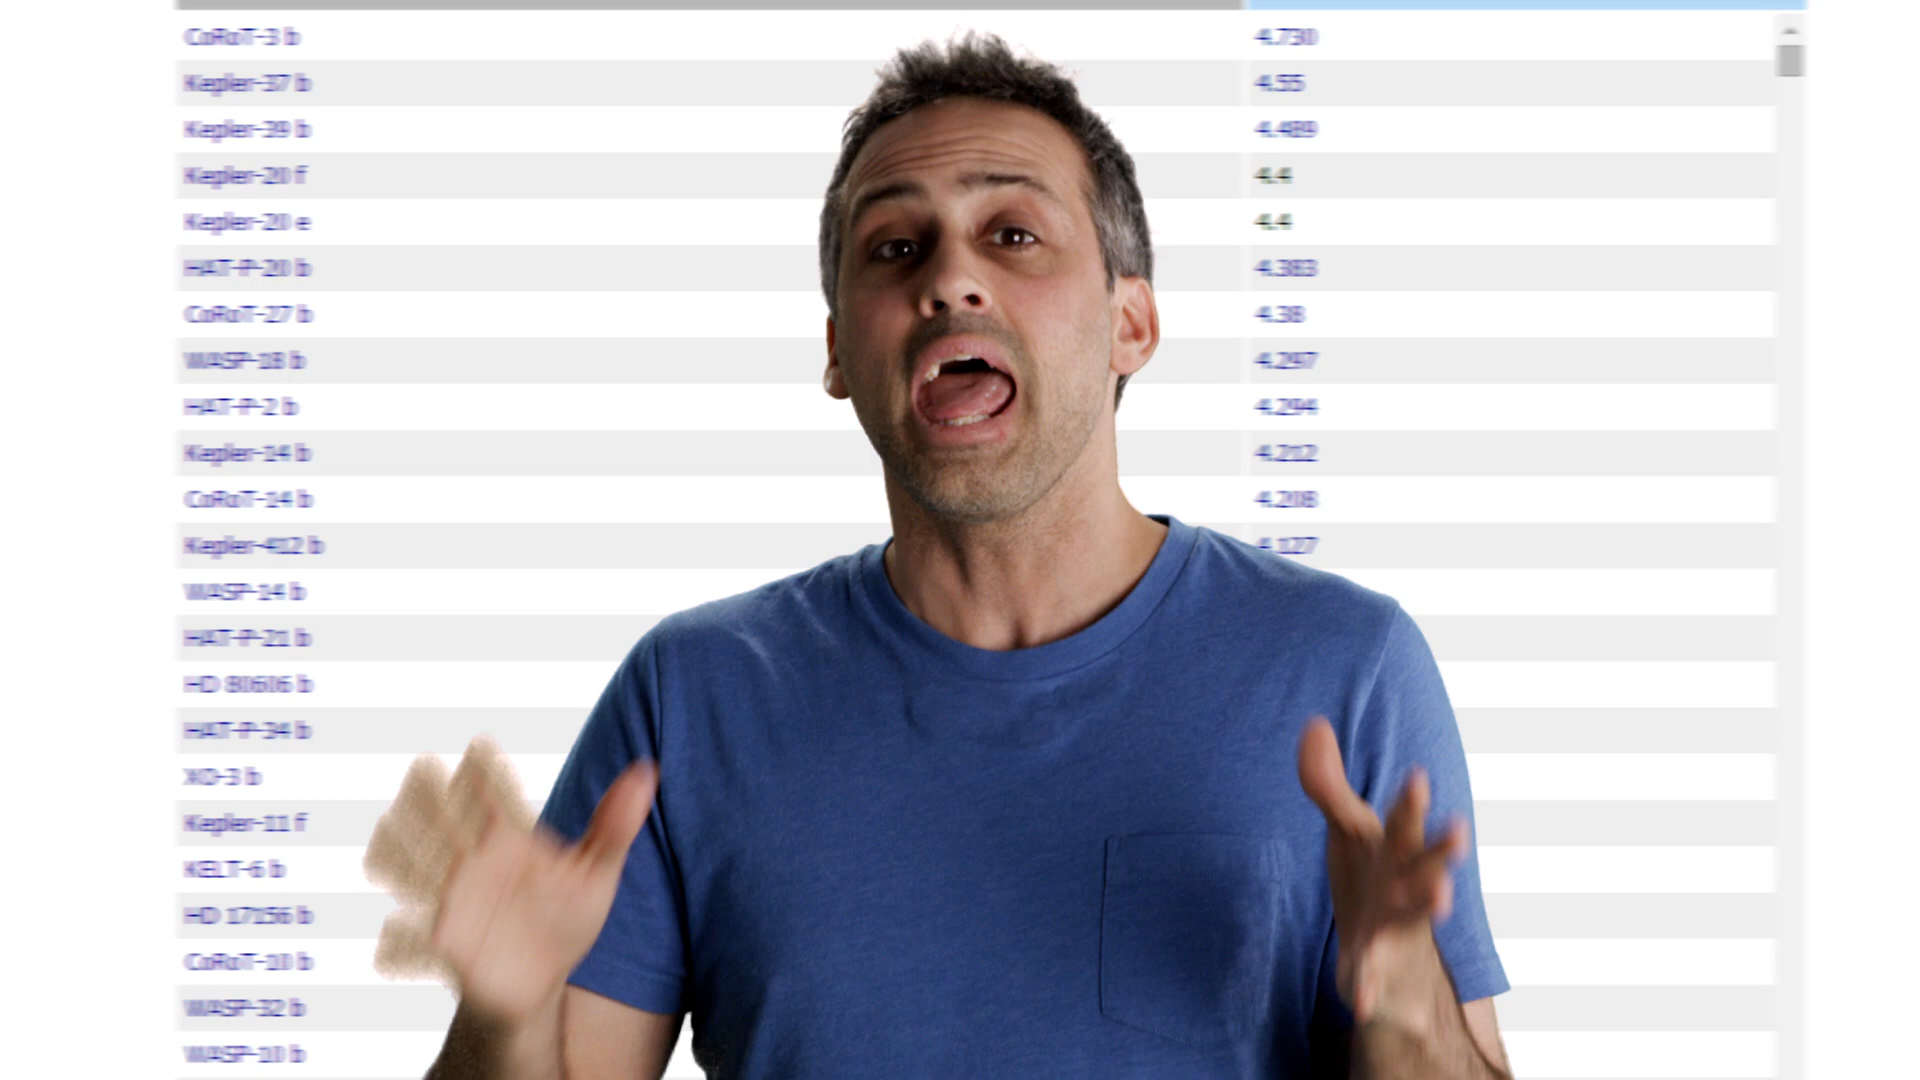 CoRoT-3 b 4.730
Kepler-37 b 4.55
Kepler-39 b 4.489
Kepler-20 f 4.4
Kepler-20 e 4.4
HAT-P-20 b 4.383
CoRoT-27 b 4.38
WASP-18 b 4.297
HAT-P-2 b 4.294
Kepler-14 b 4.212
CoRoT-14 b 4.208
Kepler-412 b 4.127
WASP-14 b
HAT-P-21 b
HD 80606 b
HAT-P-34 b
XO-3 b
Kepler-11 f
KELT-6 b
HD 17156 b
CoRoT-10 b
WASP-32 b
WASP-10 b